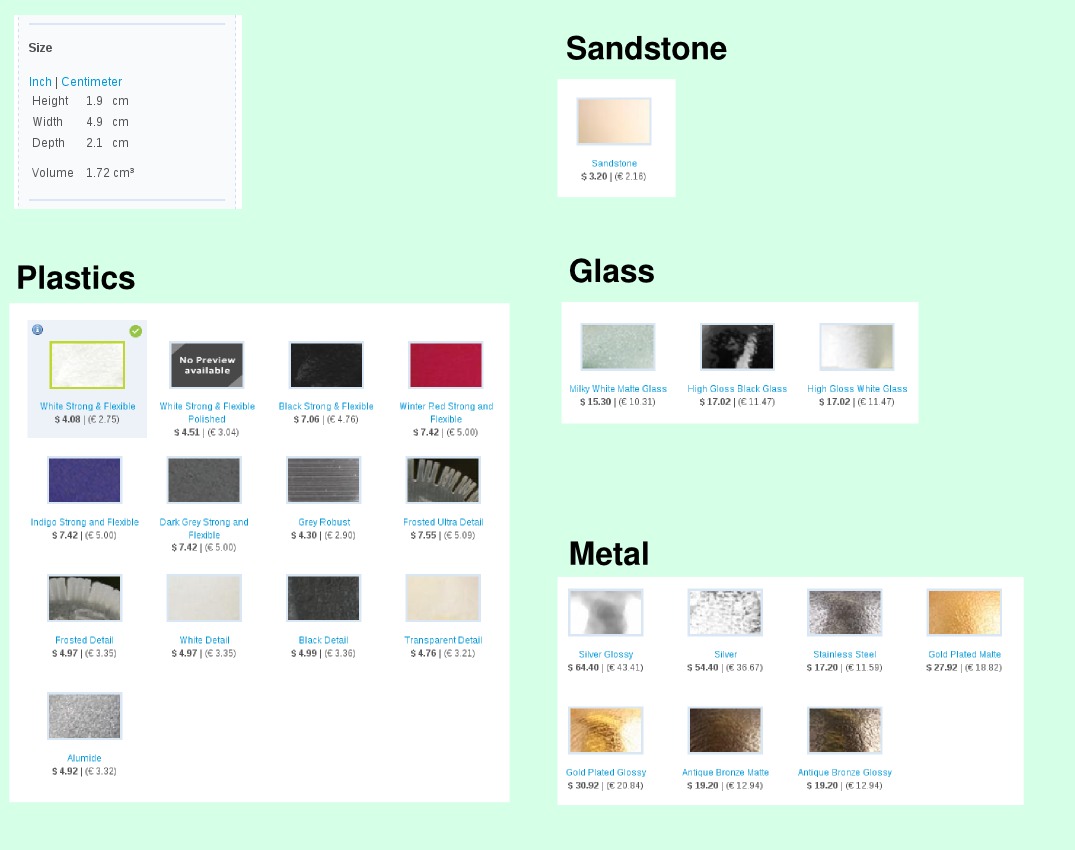 Size
Inch | Centimeter
Height 1.9 cm
Width 4.9 cm
Depth 2.1 cm
Volume 1.72 cm³
Sandstone
Sandstone
$ 3.20 | (€ 2.16)
Plastics
No Preview
available
White Strong & Flexible
$ 4.08 | (€ 2.75)
White Strong & Flexible
Polished
$ 4.51 | (€ 3.04)
Black Strong & Flexible
$ 7.06 | (€ 4.76)
Winter Red Strong and
Flexible
$ 7.42 | (€ 5.00)
Indigo Strong and Flexible
$ 7.42 | (€ 5.00)
Dark Grey Strong and
Flexible
$ 7.42 | (€ 5.00)
Grey Robust
$ 4.30 | (€ 2.90)
Frosted Ultra Detail
$ 7.55 | (€ 5.09)
Frosted Detail
$ 4.97 | (€ 3.35)
White Detail
$ 4.97 | (€ 3.35)
Black Detail
$ 4.99 | (€ 3.36)
Transparent Detail
$ 4.76 | (€ 3.21)
Alumide
$ 4.92 | (€ 3.32)
Glass
Milky White Matte Glass
$ 15.30 | (€ 10.31)
High Gloss Black Glass
$ 17.02 | (€ 11.47)
High Gloss White Glass
$ 17.02 | (€ 11.47)
Metal
Silver Glossy
$ 64.40 | (€ 43.41)
Silver
$ 54.40 | (€ 36.67)
Stainless Steel
$ 17.20 | (€ 11.59)
Gold Plated Matte
$ 27.92 | (€ 18.82)
Gold Plated Glossy
$ 30.92 | (€ 20.84)
Antique Bronze Matte
$ 19.20 | (€ 12.94)
Antique Bronze Glossy
$ 19.20 | (€ 12.94)